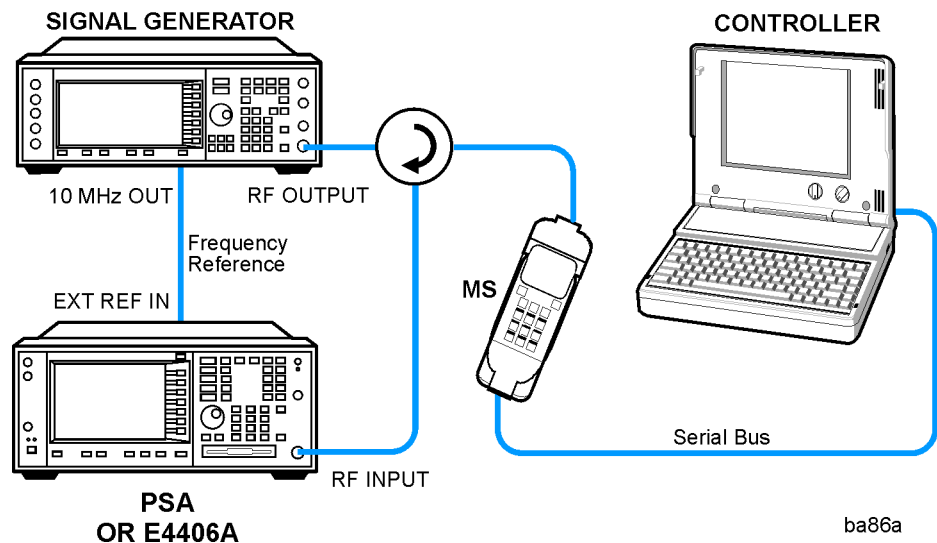 SIGNAL GENERATOR
CONTROLLER
10 MHz OUT
RF OUTPUT
Frequency
Reference
MS
EXT REF IN
Serial Bus
RF INPUT
PSA
OR E4406A
ba86a